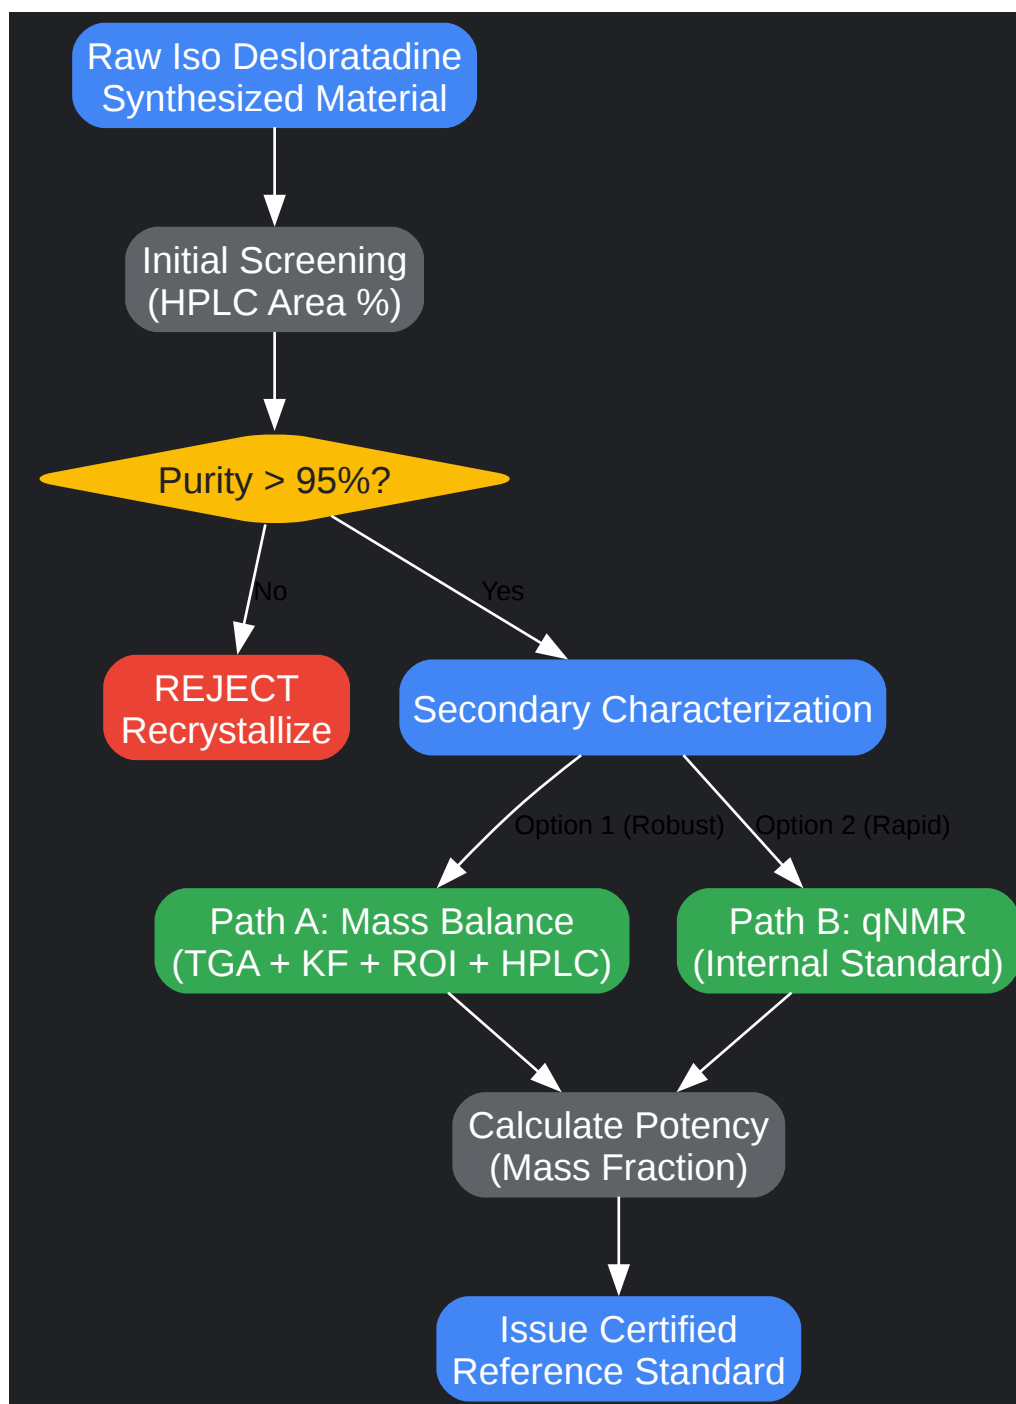 Raw Iso Desloratadine
Synthesized Material
Initial Screening
(HPLC Area %)
Purity > 95%?
No
Yes
REJECT
Recrystallize
Secondary Characterization
Option 1 (Robust)
Option 2 (Rapid)
Path A: Mass Balance
(TGA + KF + ROI + HPLC)
Path B: qNMR
(Internal Standard)
Calculate Potency
(Mass Fraction)
Issue Certified
Reference Standard